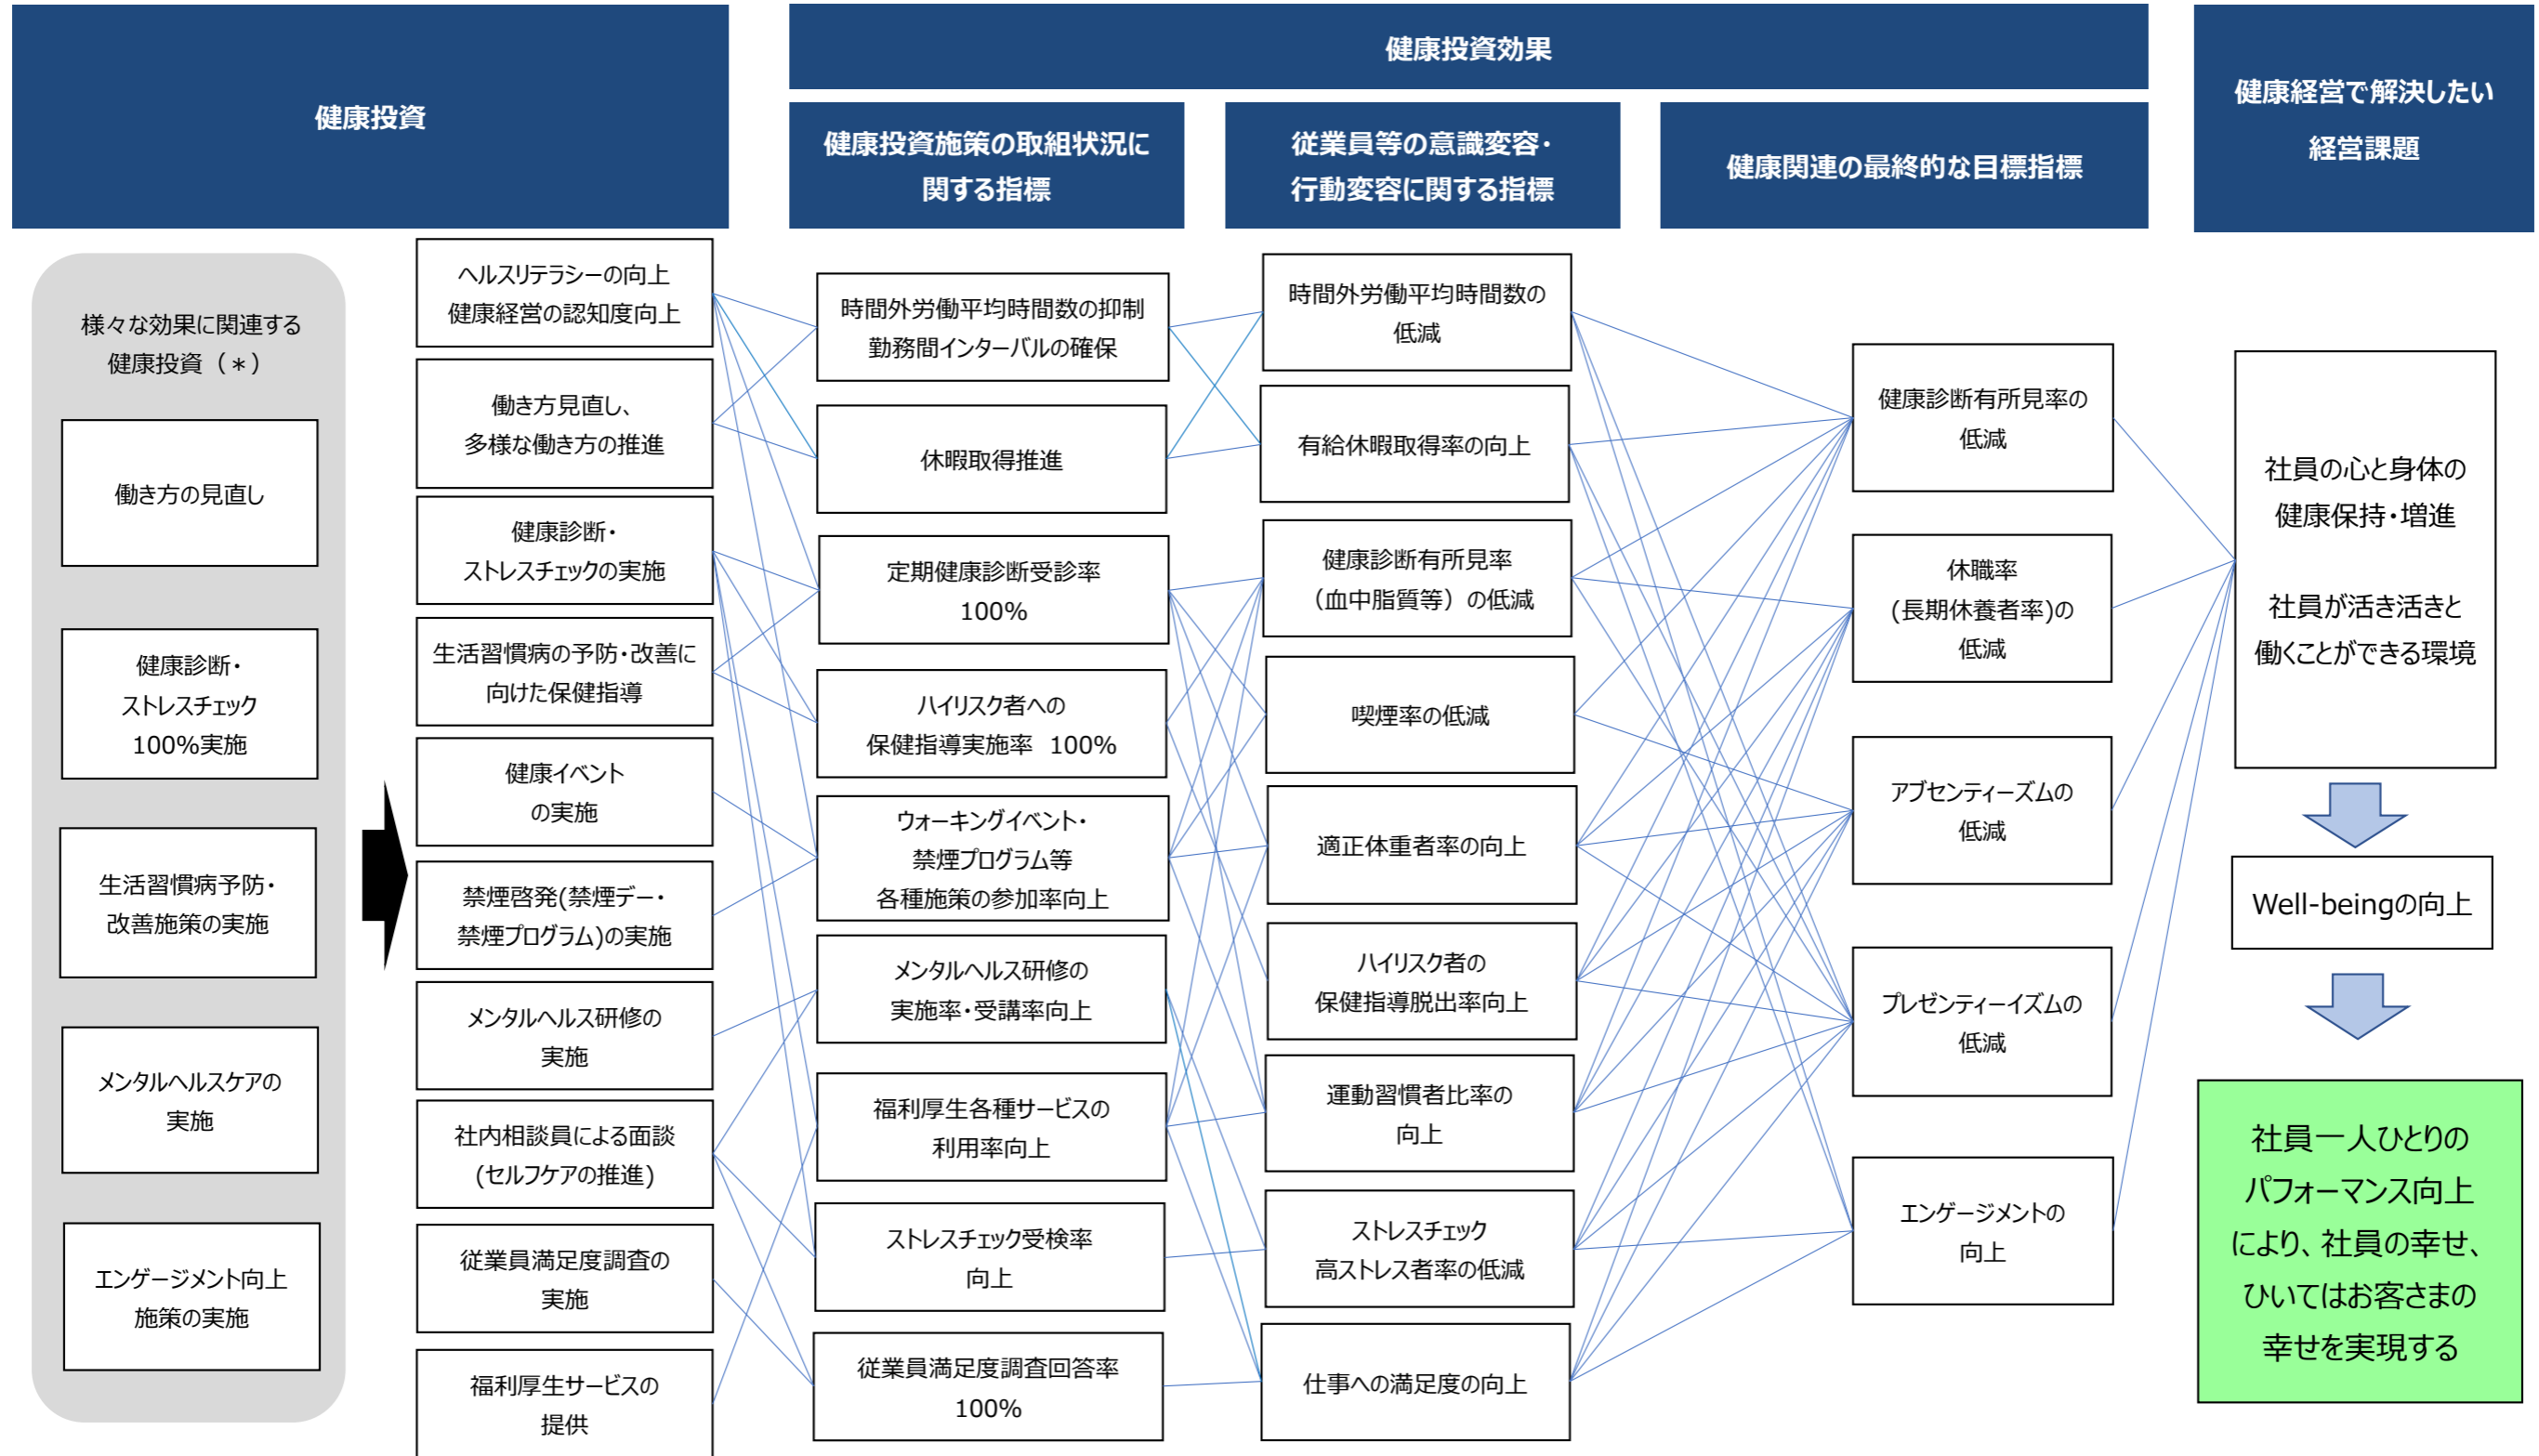 健康投資
健康投資効果
健康投資施策の取組状況に
関する指標
従業員等の意識変容・
行動変容に関する指標
健康関連の最終的な目標指標
健康経営で解決したい
経営課題
様々な効果に関連する
健康投資（＊）
働き方の見直し
健康診断・
ストレスチェック
100%実施
生活習慣病予防・
改善施策の実施
メンタルヘルスケアの
実施
エンゲージメント向上
施策の実施
ヘルスリテラシーの向上
健康経営の認知度向上
働き方見直し、
多様な働き方の推進
健康診断・
ストレスチェックの実施
生活習慣病の予防・改善に
向けた保健指導
健康イベント
の実施
禁煙啓発(禁煙デー・
禁煙プログラム)の実施
メンタルヘルス研修の
実施
社内相談員による面談
(セルフケアの推進)
従業員満足度調査の
実施
福利厚生サービスの
提供
時間外労働平均時間数の抑制
勤務間インターバルの確保
休暇取得推進
定期健康診断受診率
100%
ハイリスク者への
保健指導実施率 100%
ウォーキングイベント・
禁煙プログラム等
各種施策の参加率向上
メンタルヘルス研修の
実施率・受講率向上
福利厚生各種サービスの
利用率向上
ストレスチェック受検率
向上
従業員満足度調査回答率
100%
時間外労働平均時間数の
低減
有給休暇取得率の向上
健康診断有所見率
（血中脂質等）の低減
喫煙率の低減
適正体重者率の向上
ハイリスク者の
保健指導脱出率向上
運動習慣者比率の
向上
ストレスチェック
高ストレス者率の低減
仕事への満足度の向上
健康診断有所見率の
低減
休職率
(長期休養者率)の
低減
アブセンティーズムの
低減
プレゼンティーイズムの
低減
エンゲージメントの
向上
社員の心と身体の
健康保持・増進
社員が活き活きと
働くことができる環境
Well-beingの向上
社員一人ひとりの
パフォーマンス向上
により、社員の幸せ、
ひいてはお客さまの
幸せを実現する